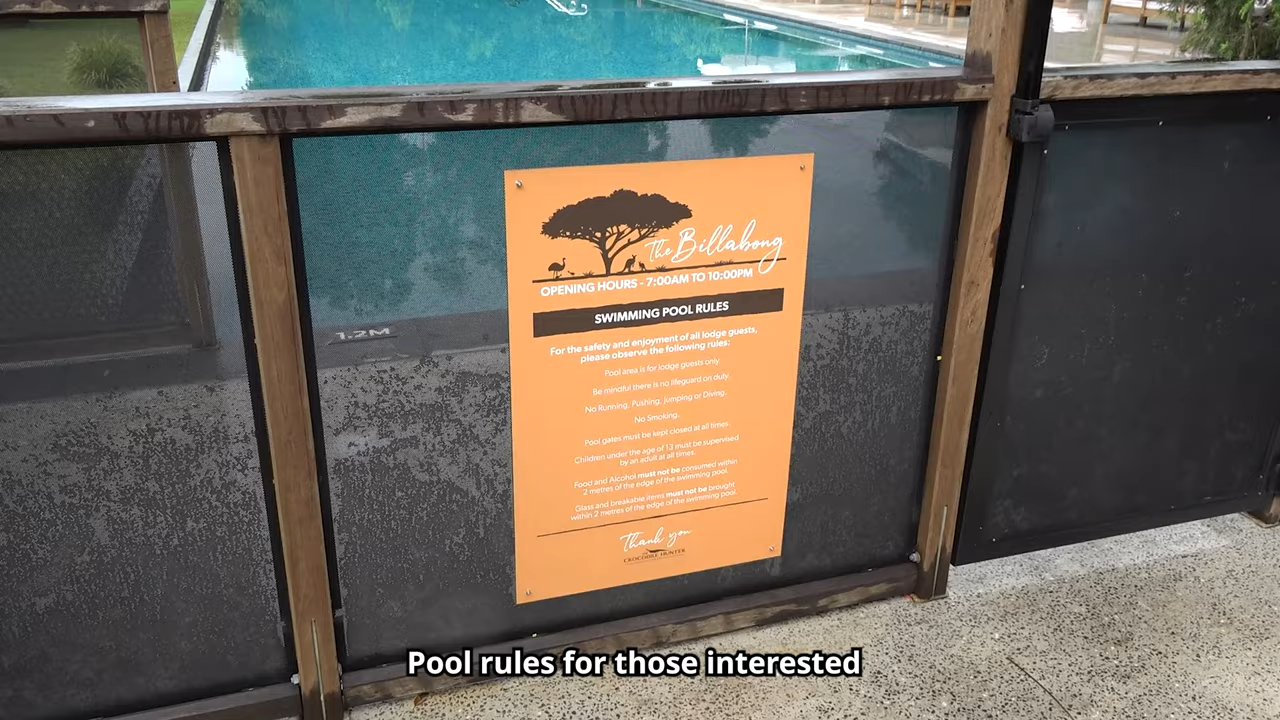 The Billabong
OPENING HOURS - 7:00AM TO 10:00PM
SWIMMING POOL RULES
For the safety and enjoyment of all lodge guests,
please observe the following rules:
Pool area is for lodge guests only.
Be mindful there is no lifeguard on duty.
No Running, Pushing, Jumping or Diving.
No Smoking.
Pool gates must be kept closed at all times.
Children under the age of 13 must be supervised
by an adult at all times.
Food and Alcohol must not be consumed within
2 metres of the edge of the swimming pool.
Glass and breakable items must not be brought
within 2 metres of the edge of the swimming pool.
Thank you
CROCODILE HUNTER
1.2M
Pool rules for those interested